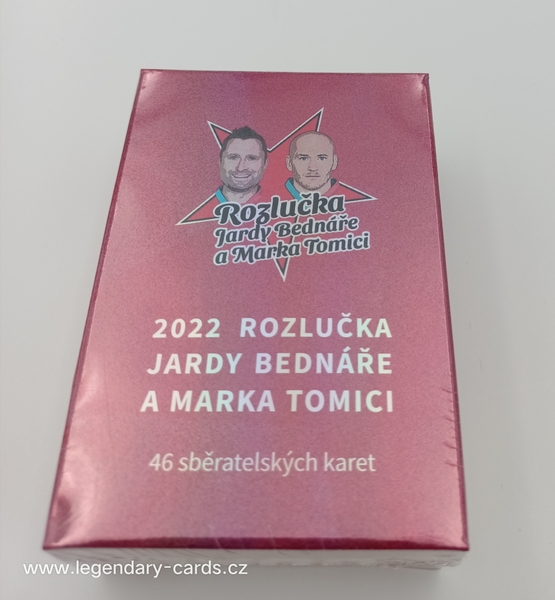 Rozlučka
Jardy Bednáře
a Marka Tomici
2022 ROZLUČKA
JARDY BEDNÁŘE
A MARKA TOMICI
46 sběratelských karet
www.legendary-cards.cz